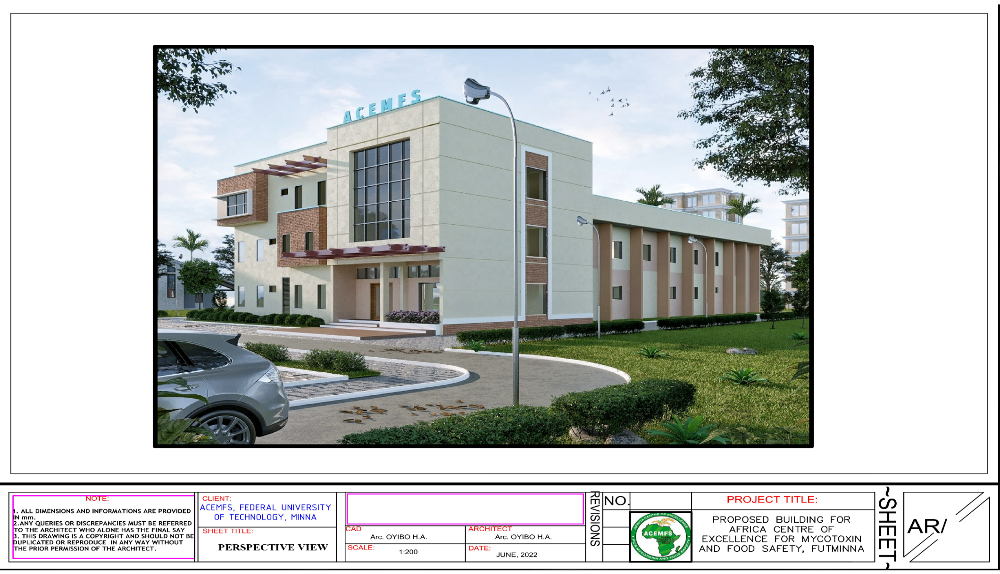 ACEMFS
NOTE:
1. ALL DIMENSIONS AND INFORMATIONS ARE PROVIDED
IN mm.
2.ANY QUERIES OR DISCREPANCIES MUST BE REFERRED
TO THE ARCHITECT WHO ALONE HAS THE FINAL SAY
3. THIS DRAWING IS A COPYRIGHT AND SHOULD NOT BE
DUPLICATED OR REPRODUCE IN ANY WAY WITHOUT
THE PRIOR PERMISSION OF THE ARCHITECT.
CLIENT:
ACEMFS, FEDERAL UNIVERSITY
OF TECHNOLOGY, MINNA
SHEET TITLE:
PERSPECTIVE VIEW
CAD
Arc. OYIBO H.A.
SCALE:
1:200
ARCHITECT
Arc. OYIBO H.A.
DATE:
JUNE, 2022
REVISIONS
NO.
AFRICA CENTRE OF EXCELLENCE
ACEMFS
FOR MYCOTOXIN AND FOOD SAFETY
PROJECT TITLE:
PROPOSED BUILDING FOR
AFRICA CENTRE OF
EXCELLENCE FOR MYCOTOXIN
AND FOOD SAFETY, FUTMINNA
~SHEET~
AR/